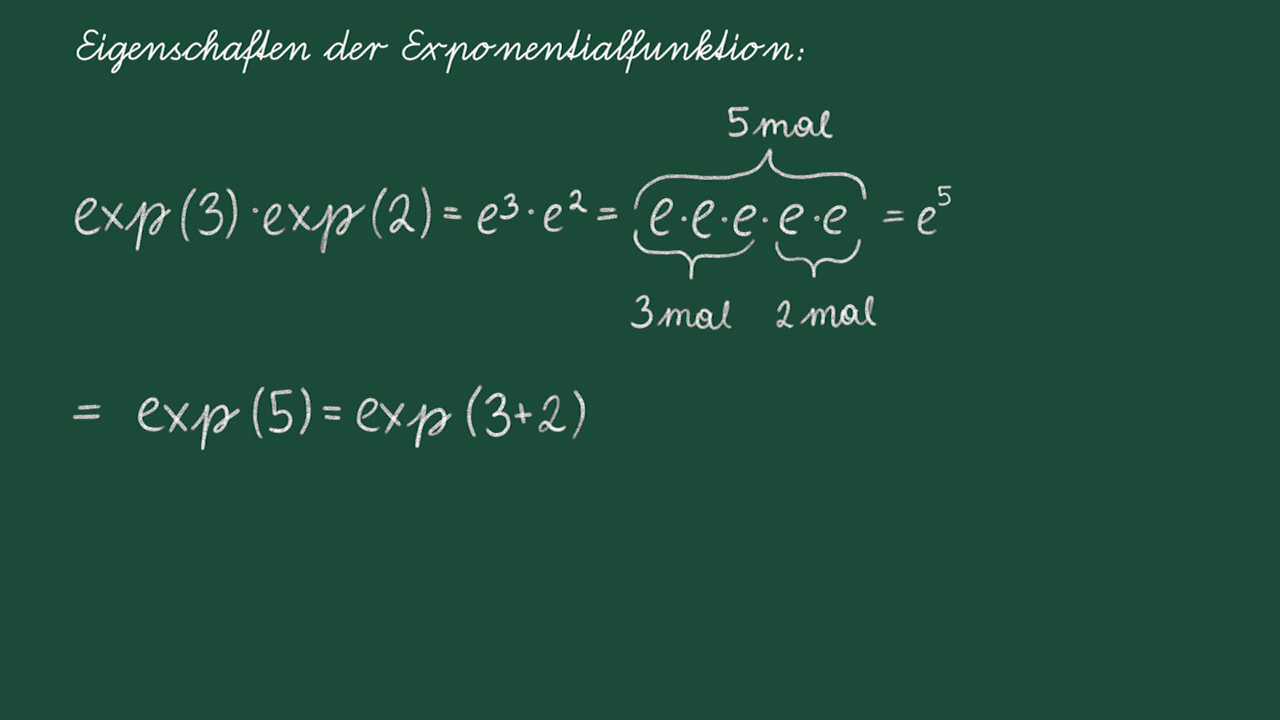 Eigenschaften der Exponentialfunktion:
5 mal
exp(3)·exp(2) = e³·e² = e·e·e·e·e = e⁵
3 mal 2 mal
= exp(5) = exp(3+2)